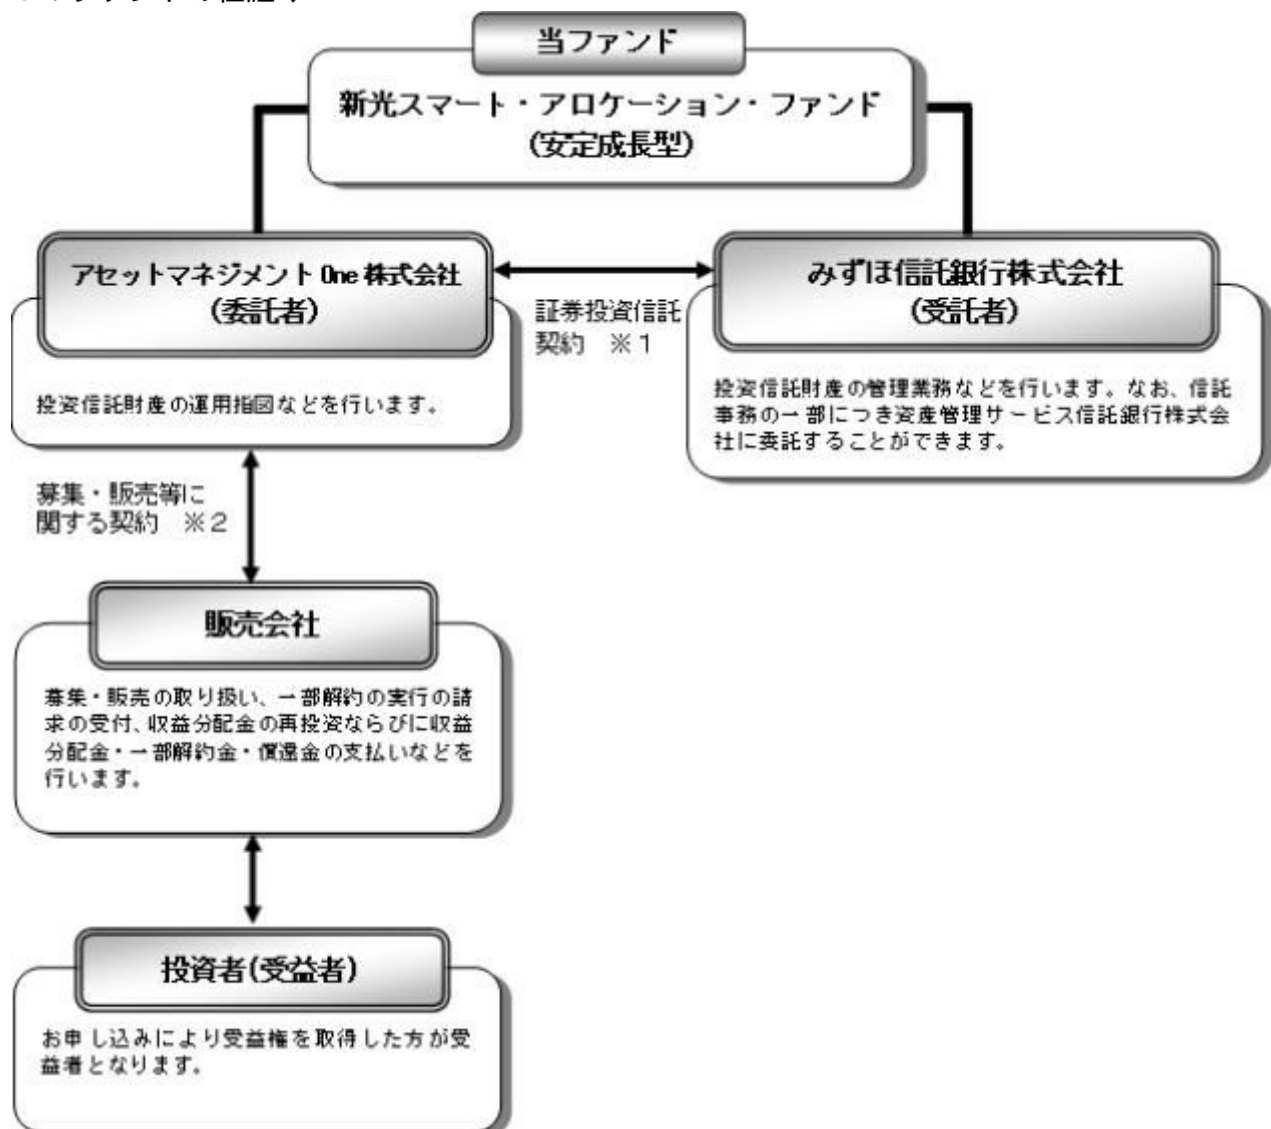 当ファンド
新光スマート・アロケーション・ファンド
(安定成長型)
アセットマネジメントOne株式会社
(委託者)
投資信託財産の運用指図などを行います。
証券投資信託
契約　※1
みずほ信託銀行株式会社
(受託者)
投資信託財産の管理業務などを行います。なお、信託
事務の一部につき資産管理サービス信託銀行株式会
社に委託することができます。
募集・販売等に
関する契約　※2
販売会社
募集・販売の取り扱い、一部解約の実行の請
求の受付、収益分配金の再投資ならびに収益
分配金・一部解約金・償還金の支払いなどを
行います。
投資者(受益者)
お申し込みにより受益権を取得した方が受
益者となります。